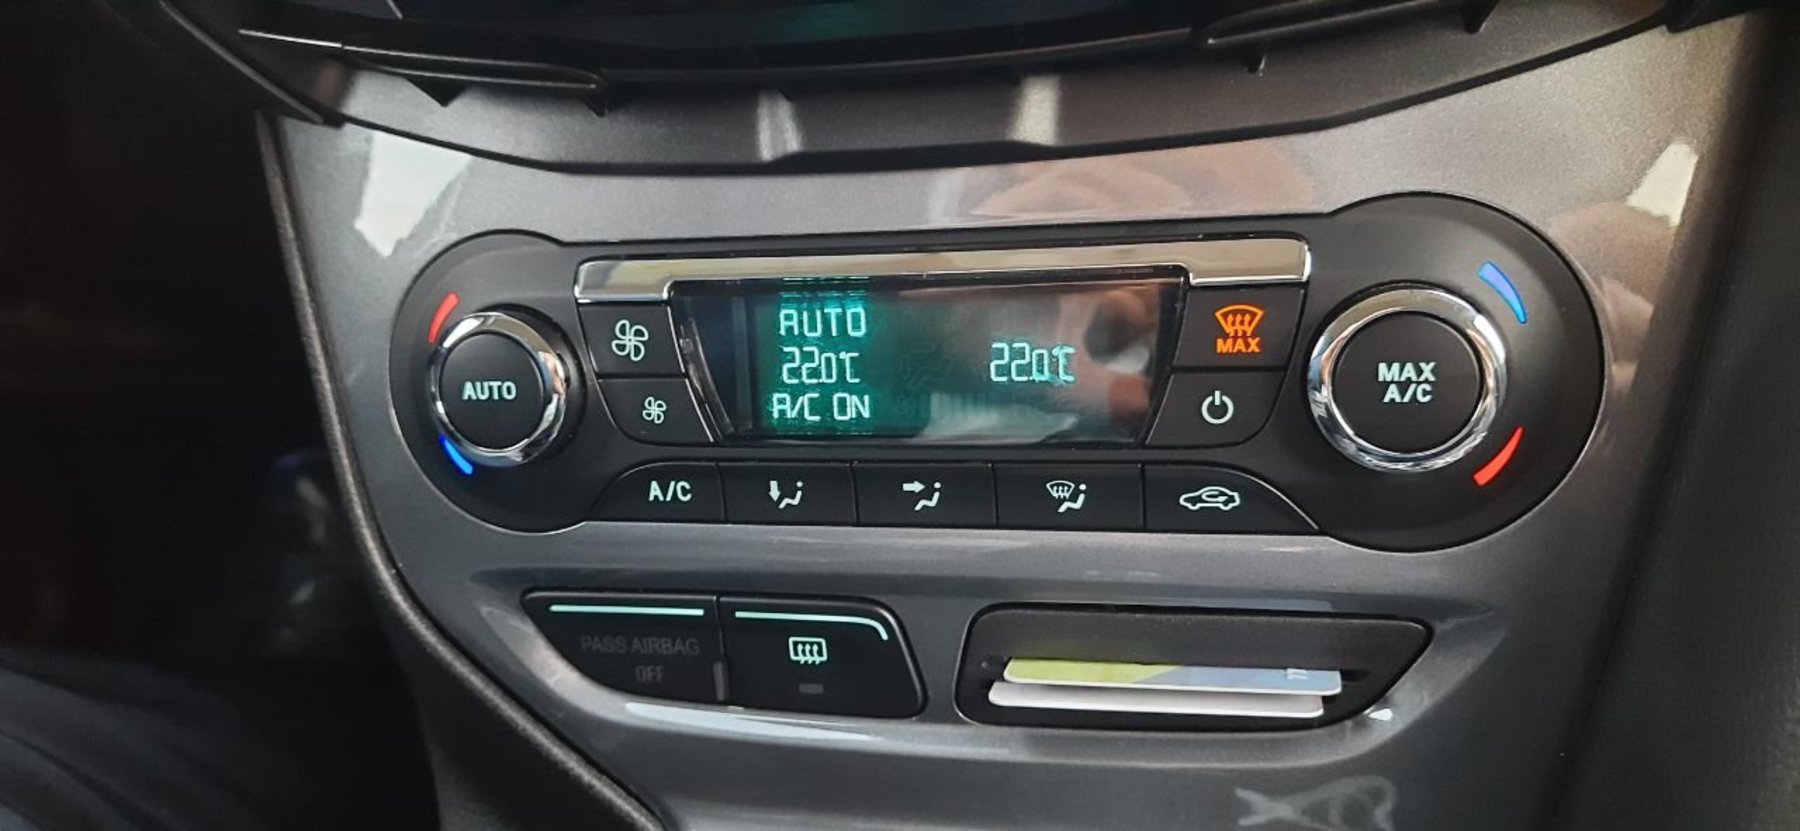 AUTO
AUTO
22.0°C 22.0°C
A/C ON
MAX
MAX
A/C
A/C
PASS AIRBAG
OFF